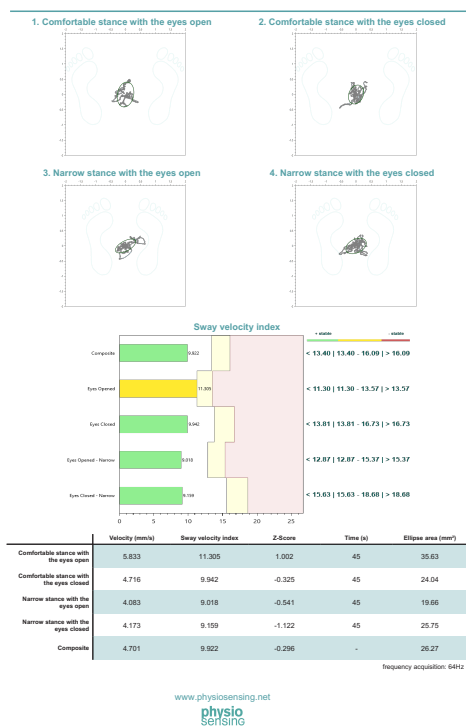 1. Comfortable stance with the eyes open
2. Comfortable stance with the eyes closed
3. Narrow stance with the eyes open
4. Narrow stance with the eyes closed
Sway velocity index
+ stable
- stable
Composite
9.922
< 13.40 | 13.40 - 16.09 | > 16.09
Eyes Opened
11.305
< 11.30 | 11.30 - 13.57 | > 13.57
Eyes Closed
9.942
< 13.81 | 13.81 - 16.73 | > 16.73
Eyes Opened - Narrow
9.018
< 12.87 | 12.87 - 15.37 | > 15.37
Eyes Closed - Narrow
9.159
< 15.63 | 15.63 - 18.68 | > 18.68
0 5 10 15 20 25
Velocity (mm/s) Sway velocity index Z-Score Time (s) Ellipse area (mm²)
Comfortable stance with
the eyes open
5.833 11.305 1.002 45 35.63
Comfortable stance with
the eyes closed
4.716 9.942 -0.325 45 24.04
Narrow stance with the
eyes open
4.083 9.018 -0.541 45 19.66
Narrow stance with the
eyes closed
4.173 9.159 -1.122 45 25.75
Composite 4.701 9.922 -0.296 - 26.27
frequency acquisition: 64Hz
www.physiosensing.net
physio
sensing